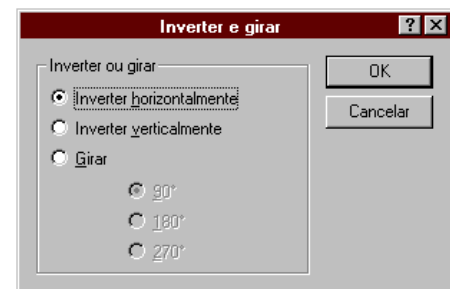 Inverter e girar
Inverter ou girar
Inverter horizontalmente
Inverter verticalmente
Girar
90°
180°
270°
OK
Cancelar